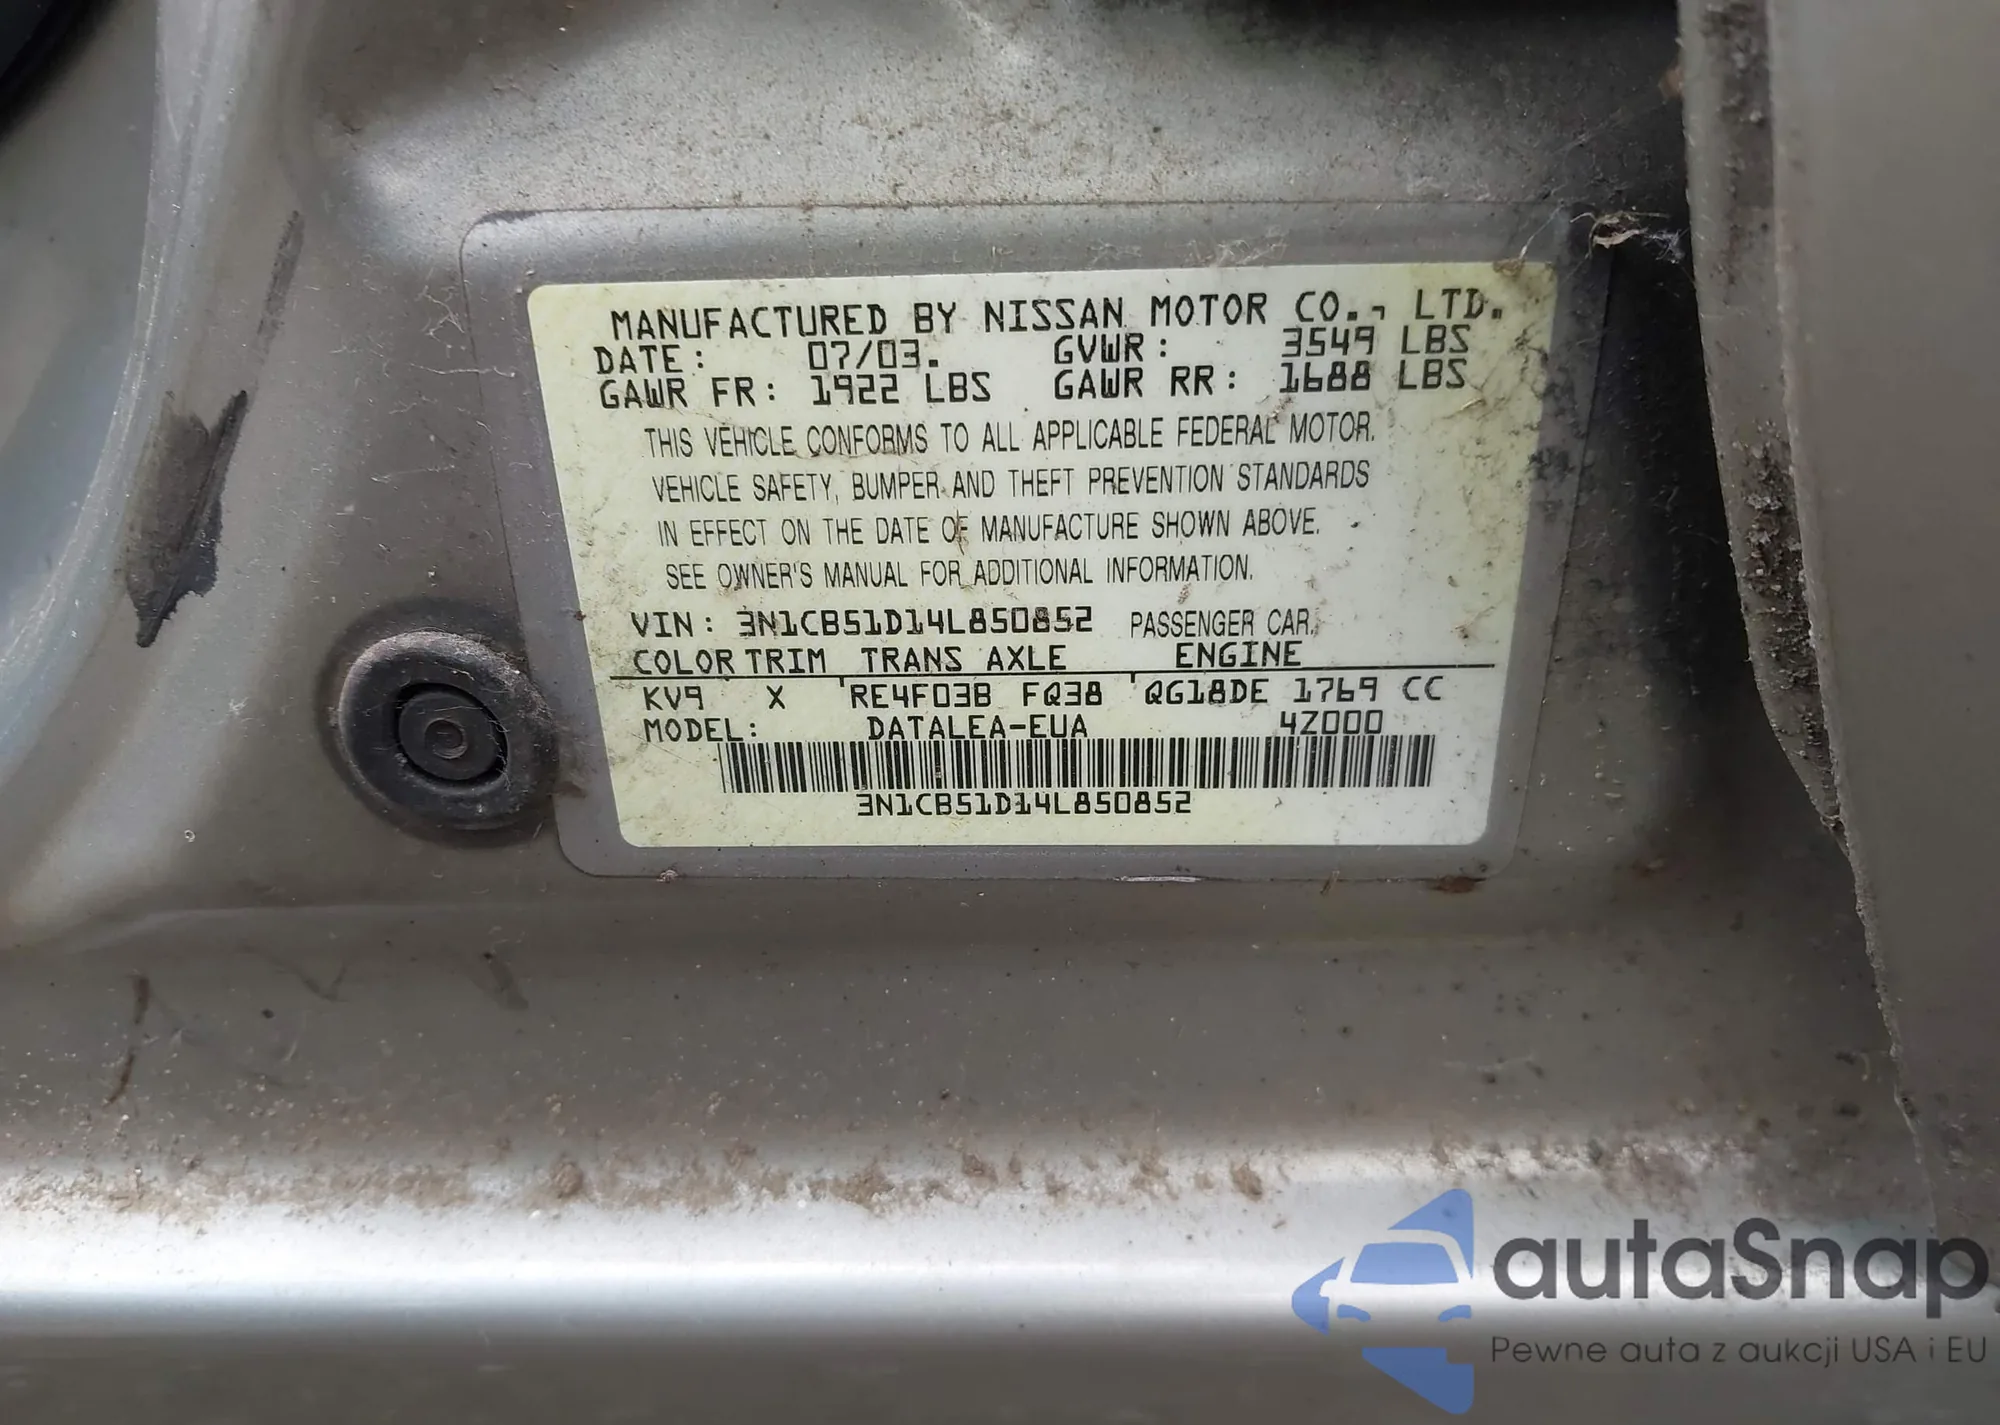 MANUFACTURED BY NISSAN MOTOR CO., LTD.
DATE: 07/03. GVWR: 3549 LBS
GAWR FR: 1922 LBS GAWR RR: 1688 LBS
THIS VEHICLE CONFORMS TO ALL APPLICABLE FEDERAL MOTOR.
VEHICLE SAFETY, BUMPER AND THEFT PREVENTION STANDARDS
IN EFFECT ON THE DATE OF MANUFACTURE SHOWN ABOVE.
SEE OWNER'S MANUAL FOR ADDITIONAL INFORMATION.
VIN: 3N1CB51D14L850852 PASSENGER CAR.
COLOR TRIM TRANS AXLE ENGINE
KV9 X RE4F03B FQ38 QG18DE 1769 CC
MODEL: DATALEA-EUA 4Z000
3N1CB51D14L850852
autaSnap
Pewne auta z aukcji USA i EU